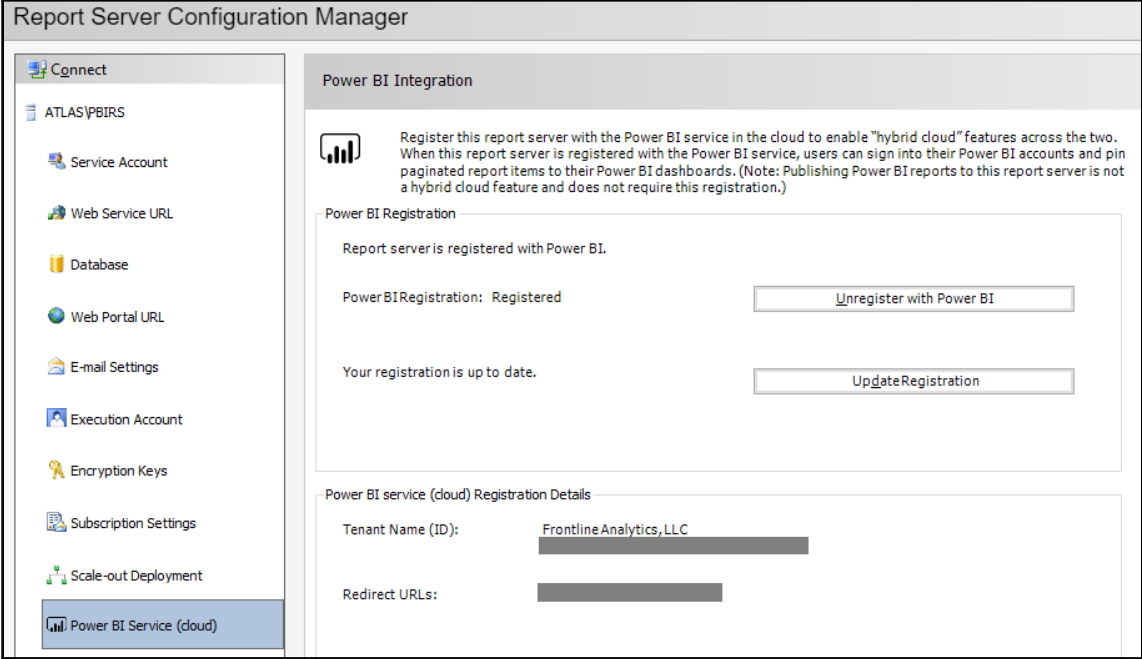 Report Server Configuration Manager
Connect
ATLAS\PBIRS
Service Account
Web Service URL
Database
Web Portal URL
E-mail Settings
Execution Account
Encryption Keys
Subscription Settings
Scale-out Deployment
Power BI Service (cloud)
Power BI Integration
Register this report server with the Power BI service in the cloud to enable “hybrid cloud” features across the two.
When this report server is registered with the Power BI service, users can sign into their Power BI accounts and pin
paginated report items to their Power BI dashboards. (Note: Publishing Power BI reports to this report server is not
a hybrid cloud feature and does not require this registration.)
Power BI Registration
Report server is registered with Power BI.
Power BI Registration: Registered
Unregister with Power BI
Your registration is up to date.
Update Registration
Power BI service (cloud) Registration Details
Tenant Name (ID): Frontline Analytics, LLC
Redirect URLs: